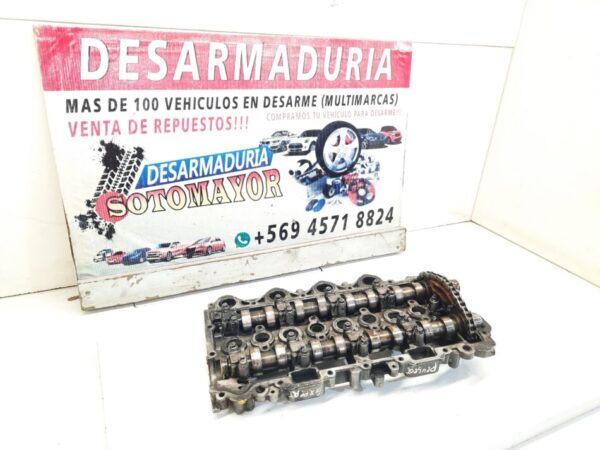 DESARMADURIA
MAS DE 100 VEHICULOS EN DESARME (MULTIMARCAS)
COMPRAMOS TU VEHÍCULO PARA DESARME!!!
VENTA DE REPUESTOS!!!
DESARMADURIA
SOTOMAYOR
+569 4571 8824